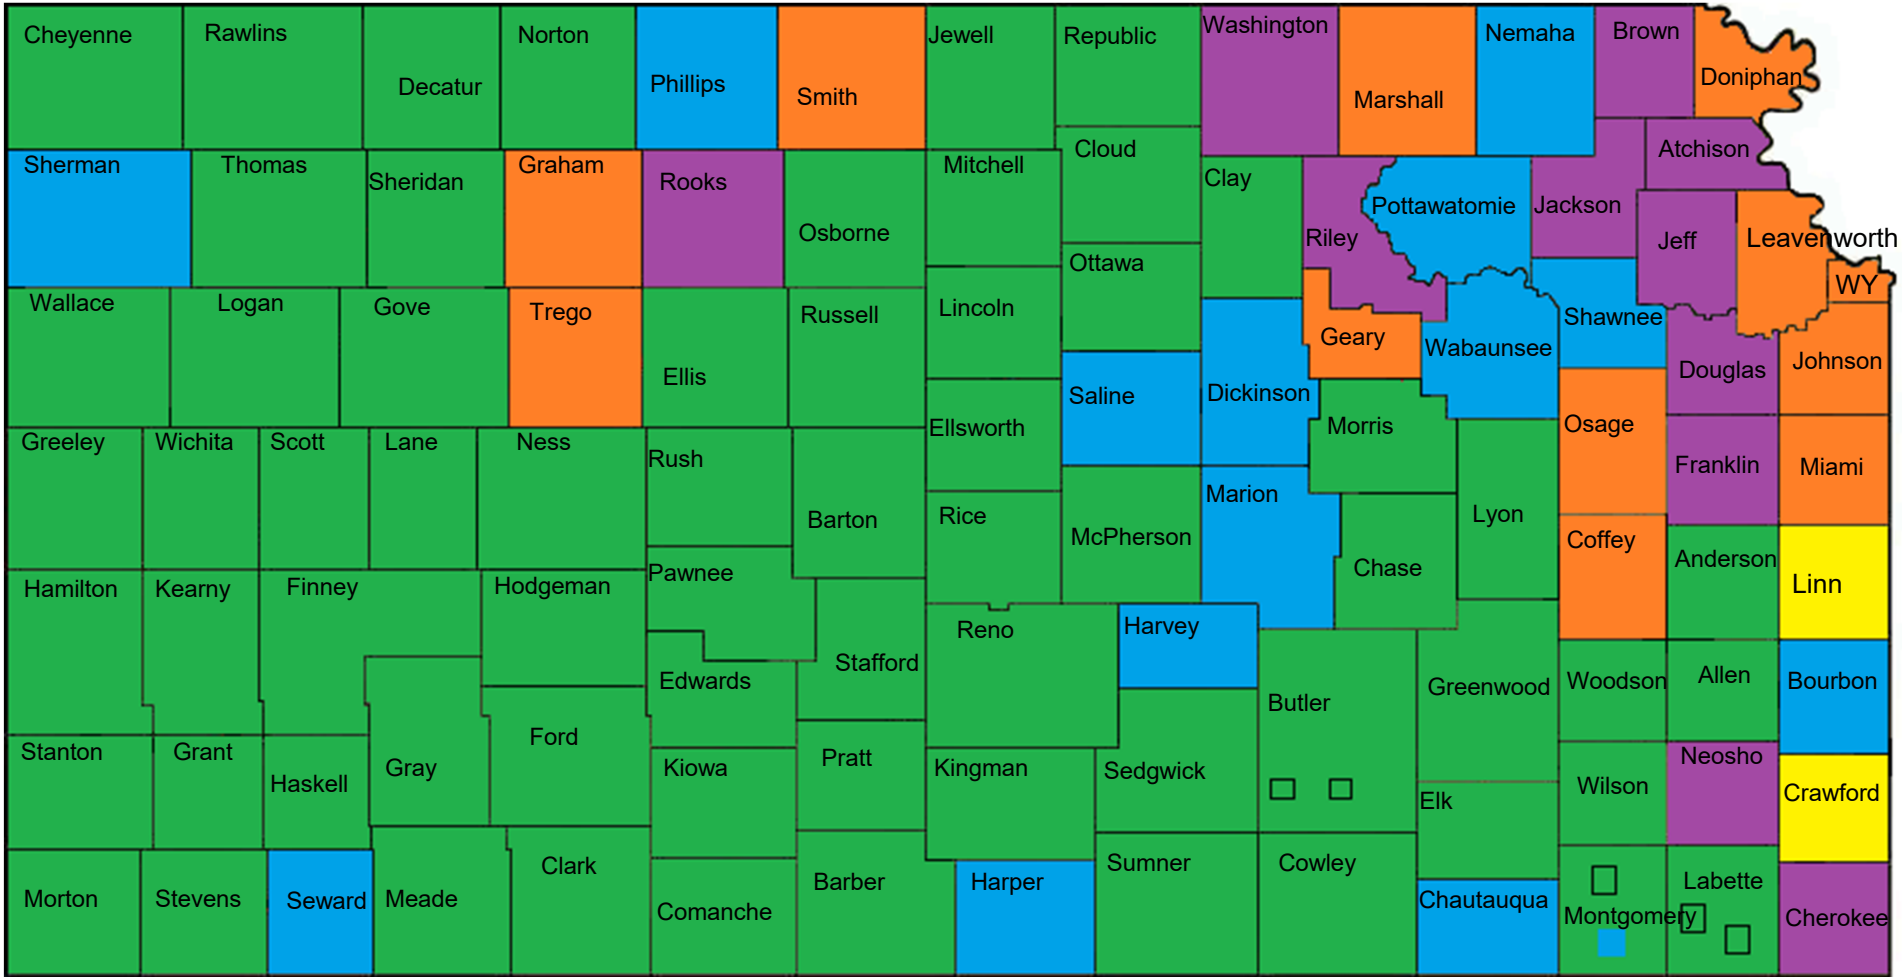 Cheyenne
Rawlins
Decatur
Norton
Phillips
Smith
Jewell
Republic
Washington
Marshall
Nemaha
Brown
Doniphan
Sherman
Thomas
Sheridan
Graham
Rooks
Osborne
Mitchell
Cloud
Clay
Riley
Pottawatomie
Jackson
Atchison
Jeff
Leavenworth
WY
Wallace
Logan
Gove
Trego
Ellis
Russell
Lincoln
Ottawa
Saline
Dickinson
Geary
Wabaunsee
Shawnee
Douglas
Johnson
Greeley
Wichita
Scott
Lane
Ness
Rush
Barton
Ellsworth
Rice
McPherson
Marion
Morris
Chase
Lyon
Osage
Coffey
Franklin
Miami
Anderson
Linn
Hamilton
Kearny
Finney
Hodgeman
Pawnee
Edwards
Stafford
Reno
Harvey
Butler
Greenwood
Woodson
Allen
Bourbon
Stanton
Grant
Haskell
Gray
Ford
Kiowa
Pratt
Kingman
Sedgwick
Elk
Wilson
Neosho
Crawford
Morton
Stevens
Seward
Meade
Clark
Comanche
Barber
Harper
Sumner
Cowley
Chautauqua
Montgomery
Labette
Cherokee